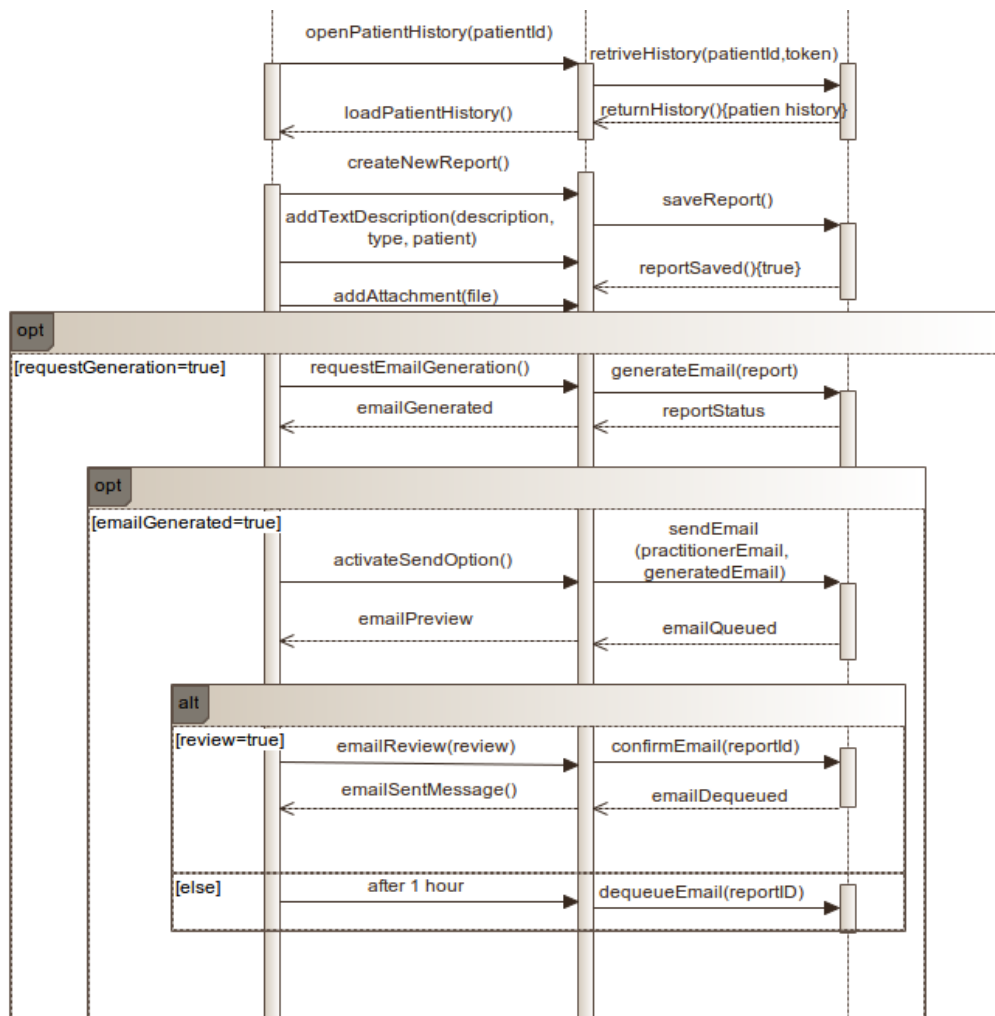 openPatientHistory(patientId)
retriveHistory(patientId,token)
loadPatientHistory()
returnHistory(){patien history}
createNewReport()
saveReport()
addTextDescription(description,
type, patient)
reportSaved(){true}
addAttachment(file)
opt
[requestGeneration=true]
requestEmailGeneration()
generateEmail(report)
emailGenerated
reportStatus
opt
[emailGenerated=true]
sendEmail
(practitionerEmail,
generatedEmail)
activateSendOption()
emailPreview
emailQueued
alt
[review=true]
emailReview(review)
confirmEmail(reportId)
emailSentMessage()
emailDequeued
[else]
after 1 hour
dequeueEmail(reportID)